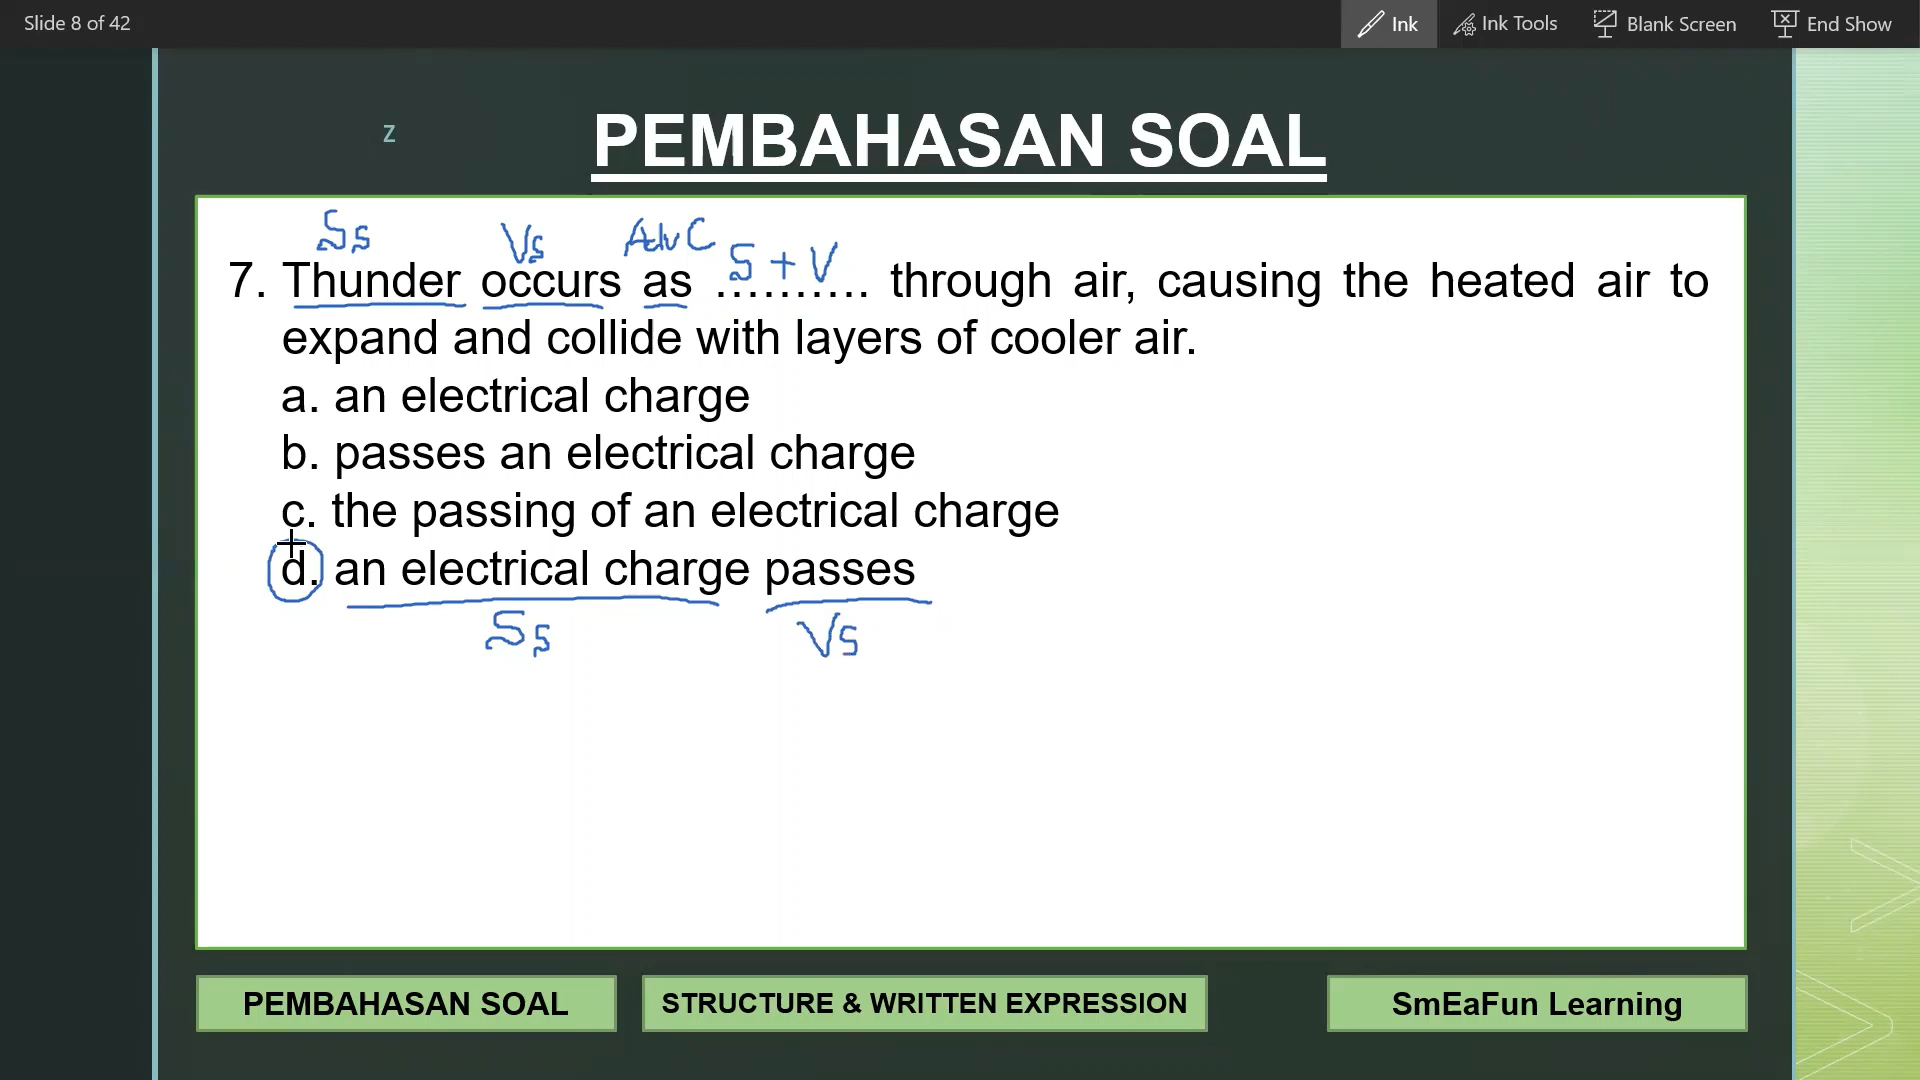 Slide 8 of 42
Ink
Ink Tools
Blank Screen
End Show
z
PEMBAHASAN SOAL
Ss Vs AdvC S + V
7. Thunder occurs as .......... through air, causing the heated air to
expand and collide with layers of cooler air.
a. an electrical charge
b. passes an electrical charge
c. the passing of an electrical charge
d. an electrical charge passes
Ss Vs
PEMBAHASAN SOAL
STRUCTURE & WRITTEN EXPRESSION
SmEaFun Learning